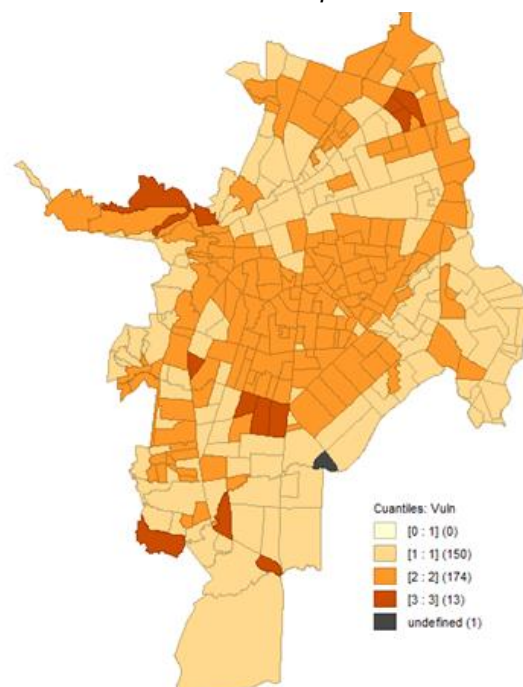 Cuantiles: Vuln
[0 : 1] (0)
[1 : 1] (150)
[2 : 2] (174)
[3 : 3] (13)
undefined (1)